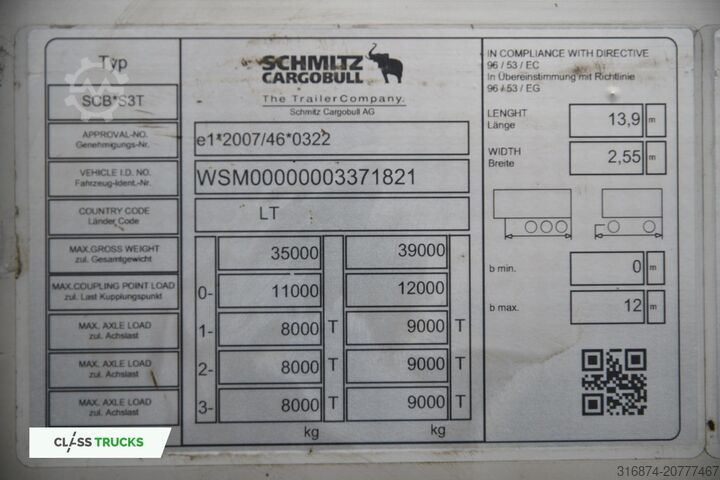 Typ
SCB*S3T
APPROVAL-NO.
Genehmigungs-Nr.
VEHICLE I.D. NO.
Fahrzeug-Ident.-Nr.
COUNTRY CODE
Länder Code
MAX.GROSS WEIGHT
zul. Gesamtgewicht
MAX.COUPLING POINT LOAD
zul. Last Kupplungspunkt
MAX. AXLE LOAD
zul. Achslast
MAX. AXLE LOAD
zul. Achslast
MAX. AXLE LOAD
zul. Achslast
SCHMITZ
CARGOBULL
The Trailer Company.
Schmitz Cargobull AG
e1*2007/46*0322
WSM00000003371821
LT
35000 39000
0- 11000 12000
1- 8000 T 9000 T
2- 8000 T 9000 T
3- 8000 T 9000 T
kg kg
IN COMPLIANCE WITH DIRECTIVE
96 / 53 / EC
in Übereinstimmung mit Richtlinie
96 / 53 / EG
LENGHT
Länge
13,9 m
WIDTH
Breite
2,55 m
b min. 0 m
b max. 12 m
CLASSTRUCKS
316874-20777467